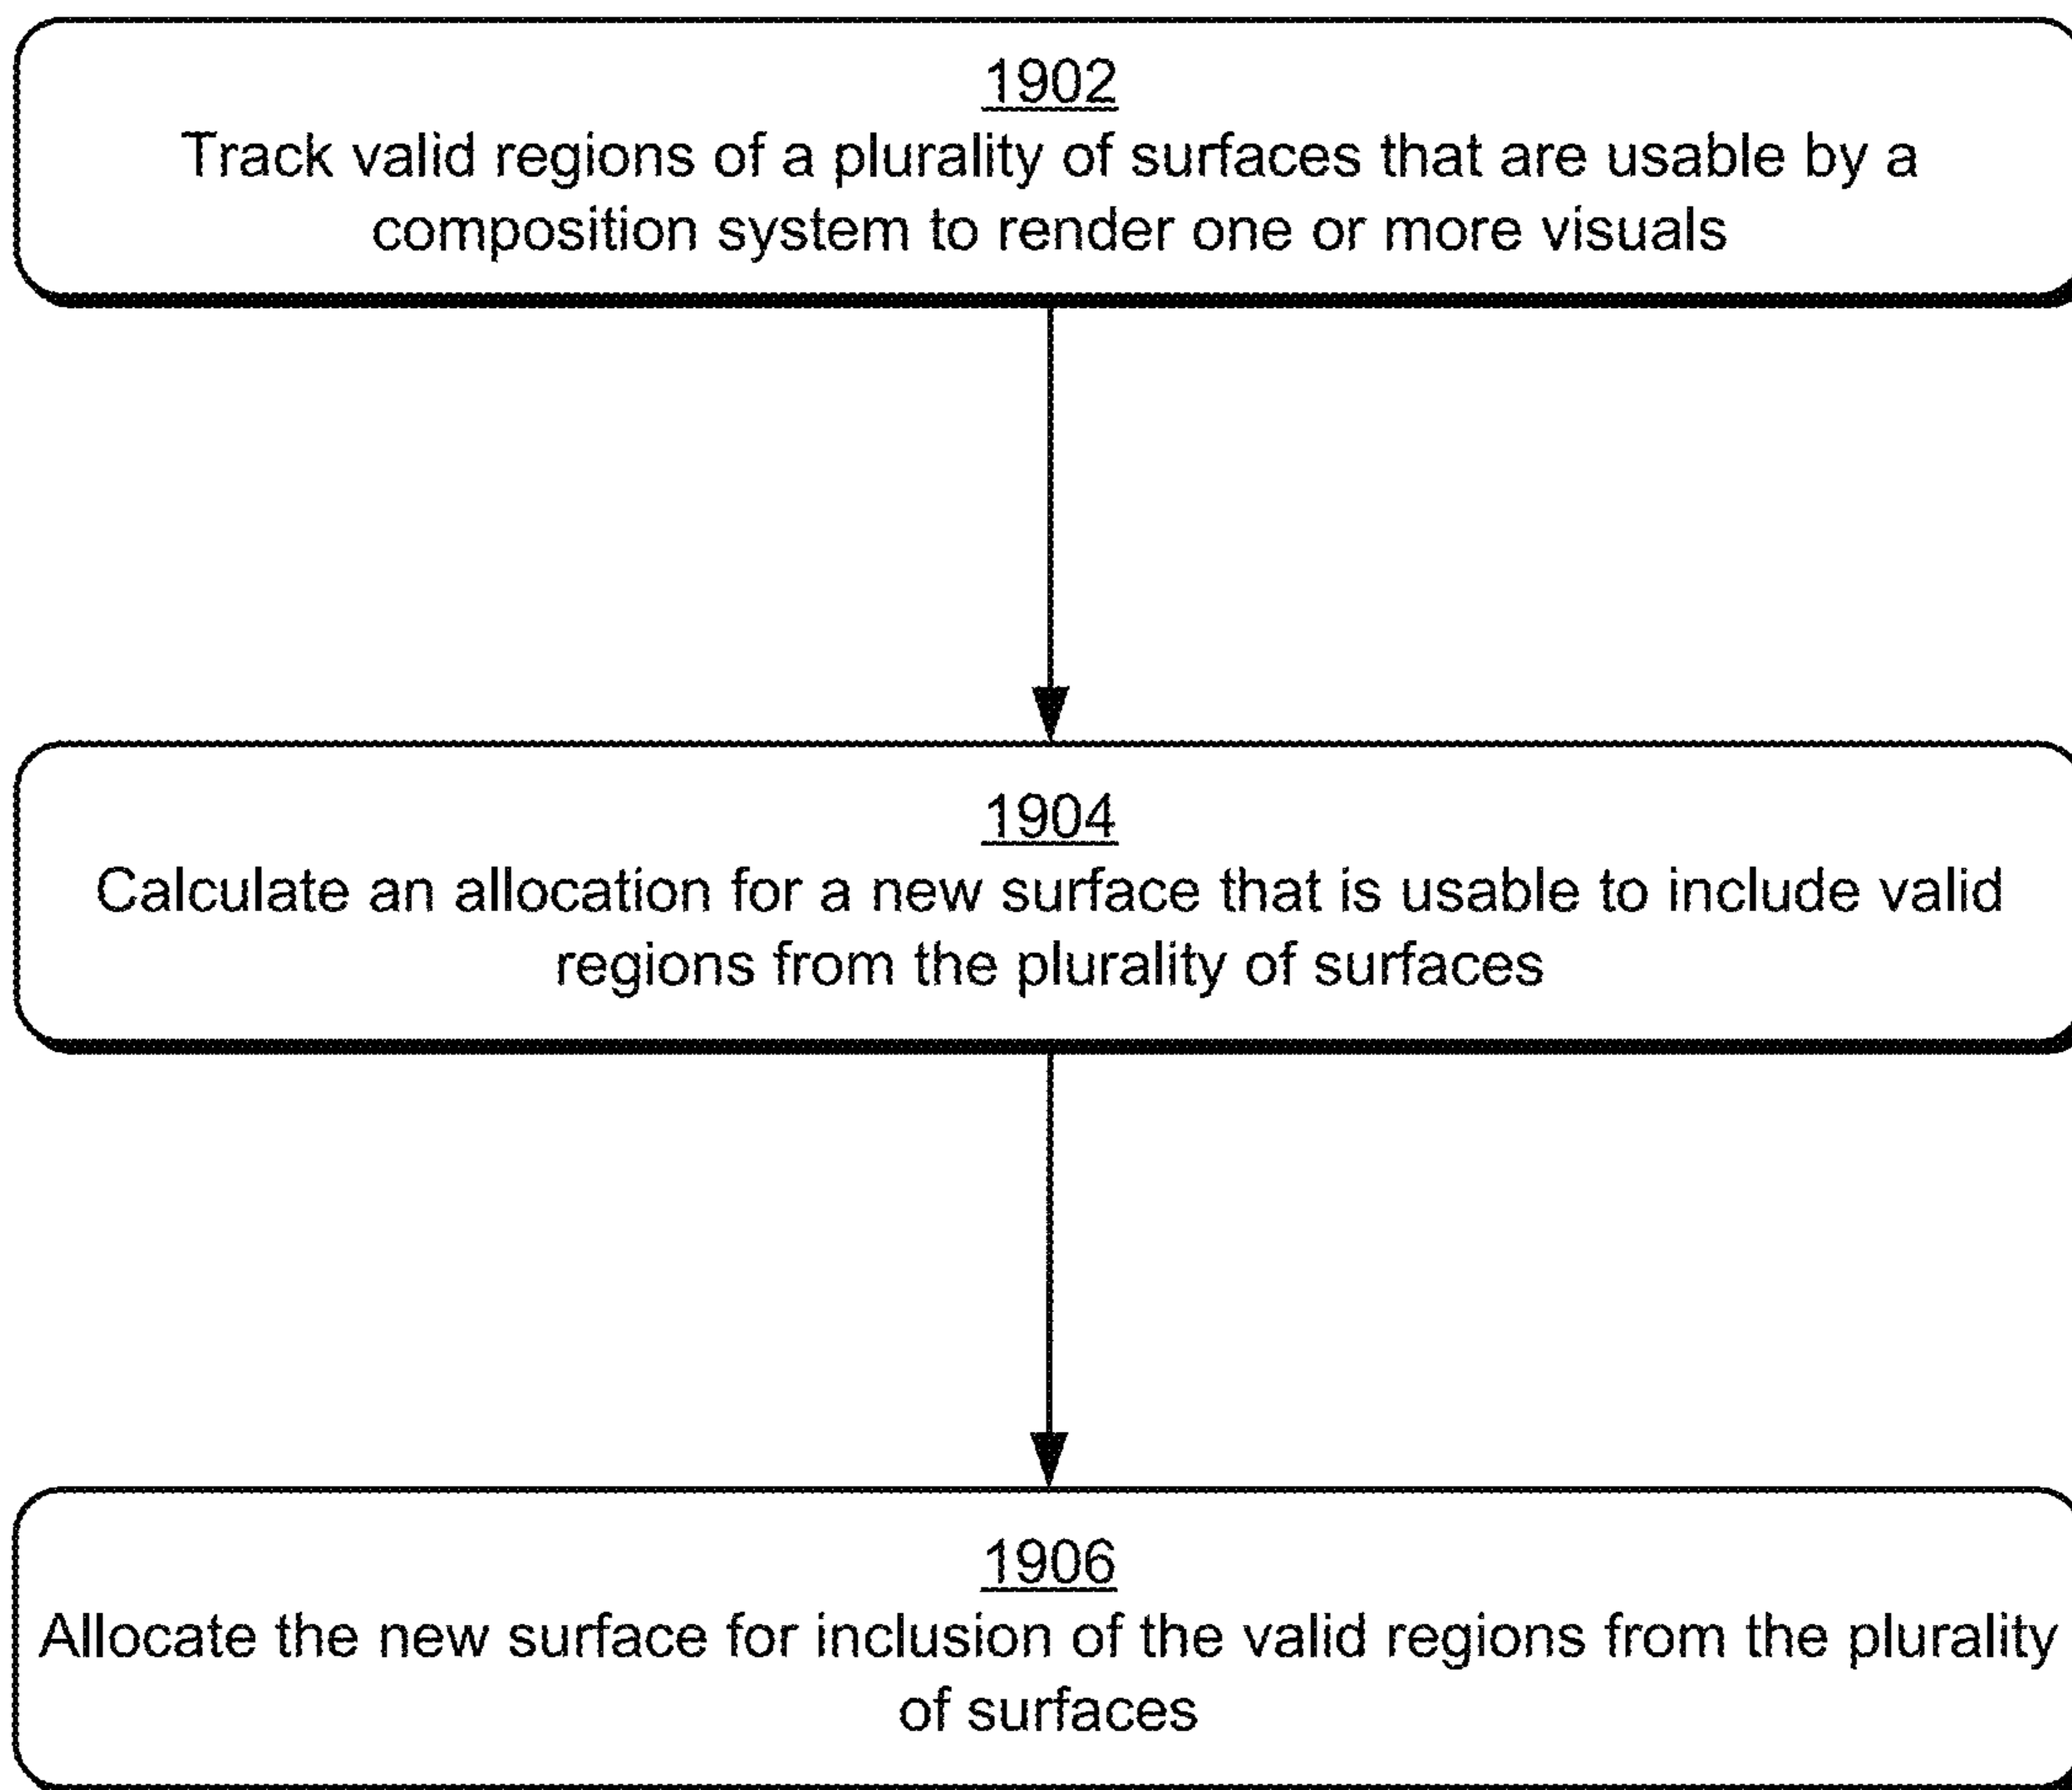 1902
Track valid regions of a plurality of surfaces that are usable by a
composition system to render one or more visuals
1904
Calculate an allocation for a new surface that is usable to include valid
regions from the plurality of surfaces
1906
Allocate the new surface for inclusion of the valid regions from the plurality
of surfaces